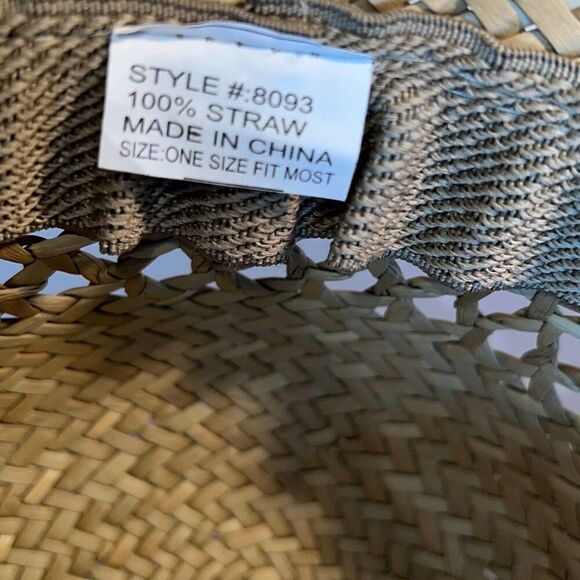 STYLE #:8093
100% STRAW
MADE IN CHINA
SIZE:ONE SIZE FIT MOST